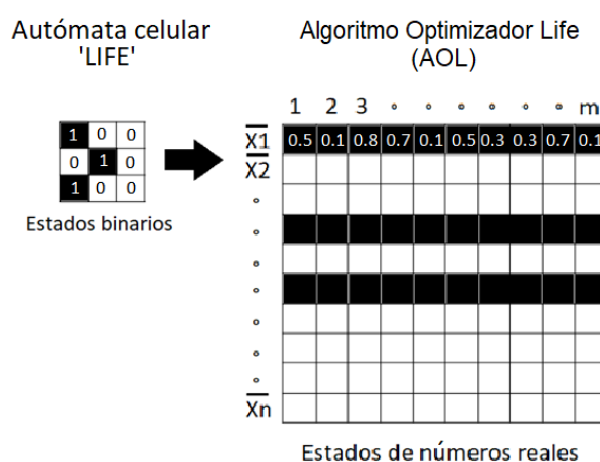 Autómata celular
'LIFE'
Algoritmo Optimizador Life
(AOL)
1 2 3 m
1 0 0
0 1 0
1 0 0
Estados binarios
X1 0.5 0.1 0.8 0.7 0.1 0.5 0.3 0.3 0.7 0.1
X2
Xn
Estados de números reales